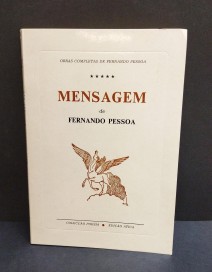 OBRAS COMPLETAS DE FERNANDO PESSOA
★★★★★
MENSAGEM
de
FERNANDO PESSOA
COLECÇÃO POESIA ★ EDIÇÕES ÁTICA